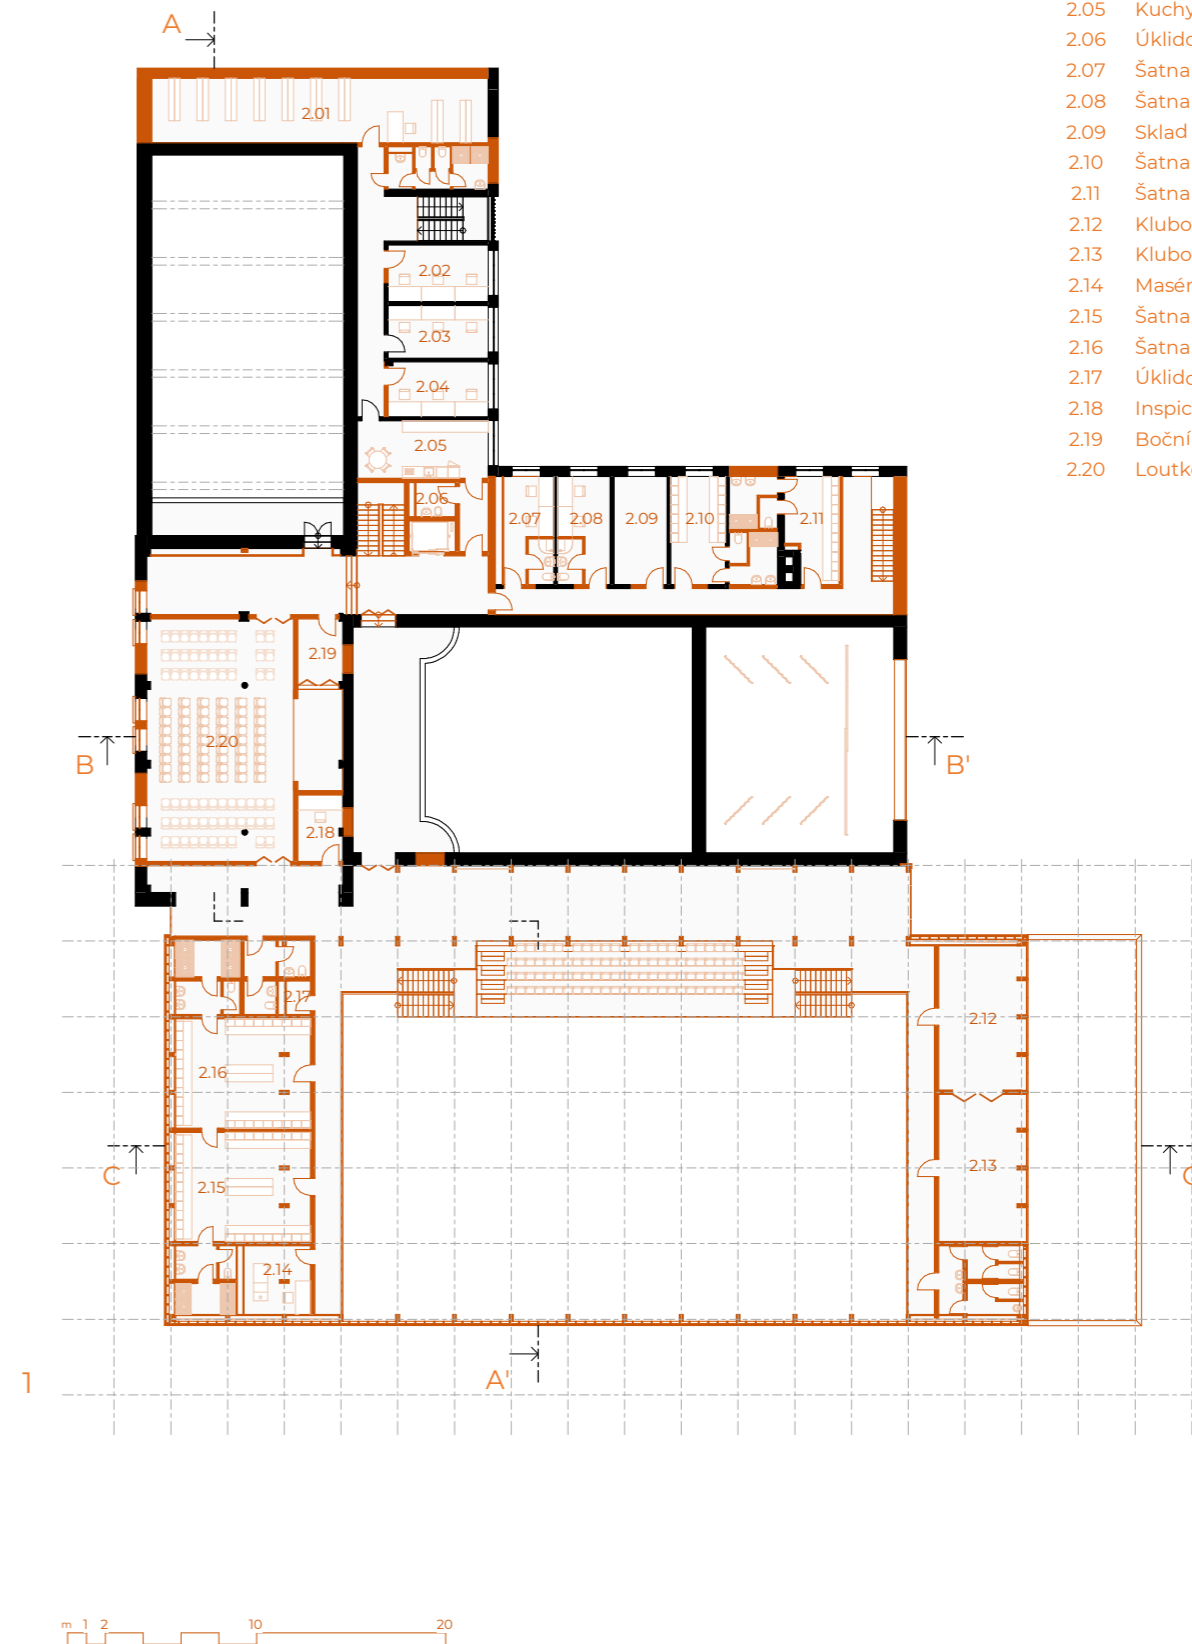 A
2.05 Kuchy
2.06 Úklido
2.07 Šatna
2.08 Šatna
2.09 Sklad
2.10 Šatna
2.11 Šatna
2.12 Klubo
2.13 Klubo
2.14 Masér
2.15 Šatna
2.16 Šatna
2.17 Úklido
2.18 Inspic
2.19 Boční
2.20 Loutk
2.01
2.02
2.03
2.04
2.05
2.06
2.07 2.08 2.09 2.10 2.11
2.19
2.20
B B'
2.18
2.17
2.12
2.16
2.13
C
2.15
2.14
A'
1
m 1 2 10 20